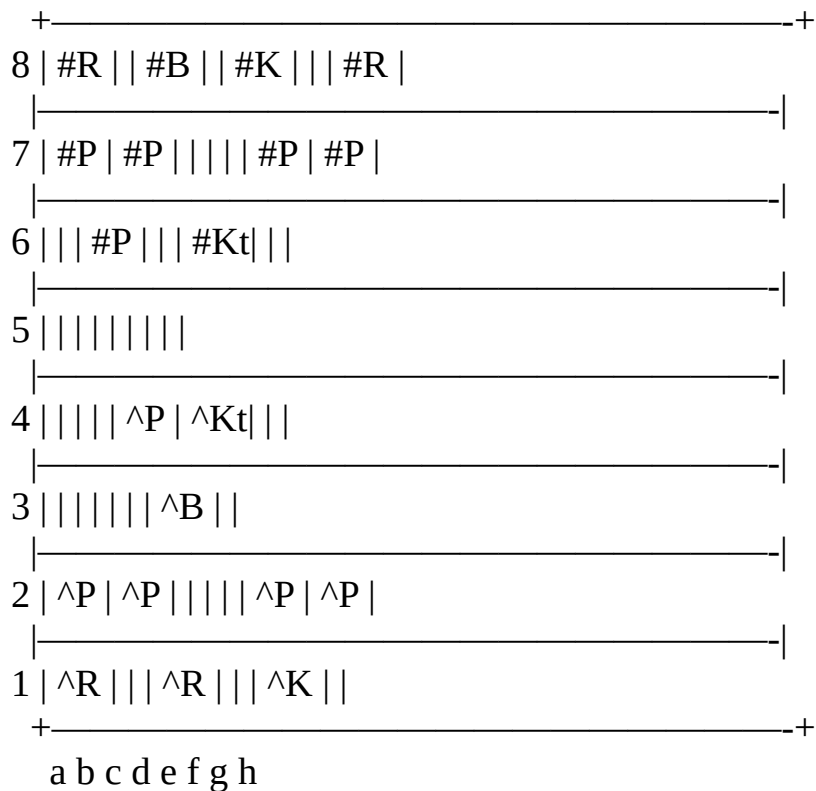 +———————————————————-+
8 | #R | | #B | | #K | | | #R |
|———————————————————-|
7 | #P | #P | | | | | #P | #P |
|———————————————————-|
6 | | | #P | | | #Kt| | |
|———————————————————-|
5 | | | | | | | | |
|———————————————————-|
4 | | | | | ^P | ^Kt| | |
|———————————————————-|
3 | | | | | | | ^B | |
|———————————————————-|
2 | ^P | ^P | | | | | ^P | ^P |
|———————————————————-|
1 | ^R | | | ^R | | | ^K | |
+———————————————————-+
a b c d e f g h